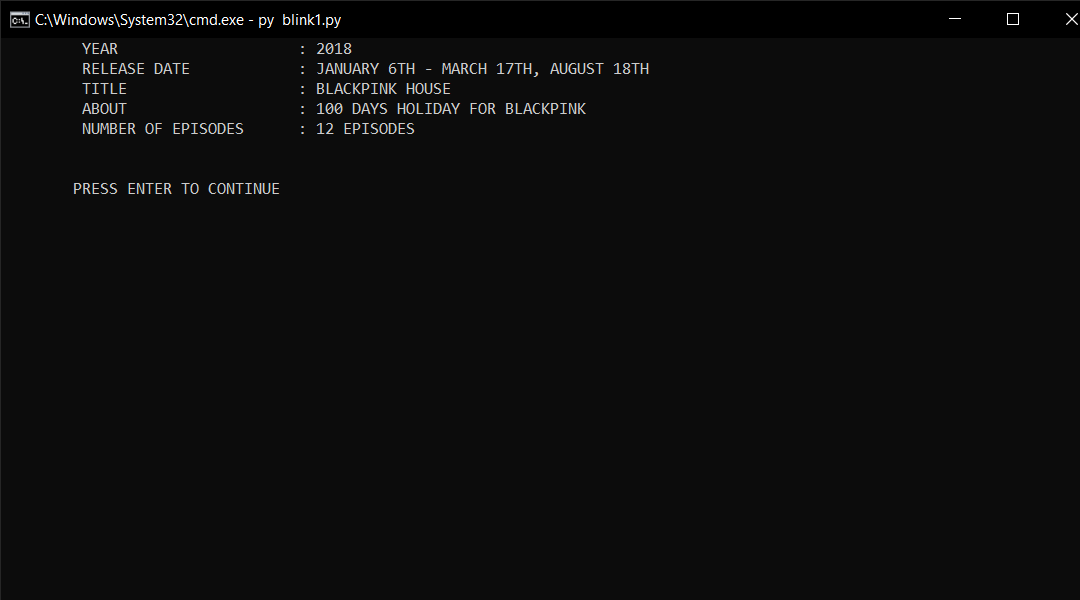 C:\Windows\System32\cmd.exe - py  blink1.py
YEAR : 2018
RELEASE DATE : JANUARY 6TH - MARCH 17TH, AUGUST 18TH
TITLE : BLACKPINK HOUSE
ABOUT : 100 DAYS HOLIDAY FOR BLACKPINK
NUMBER OF EPISODES : 12 EPISODES
PRESS ENTER TO CONTINUE